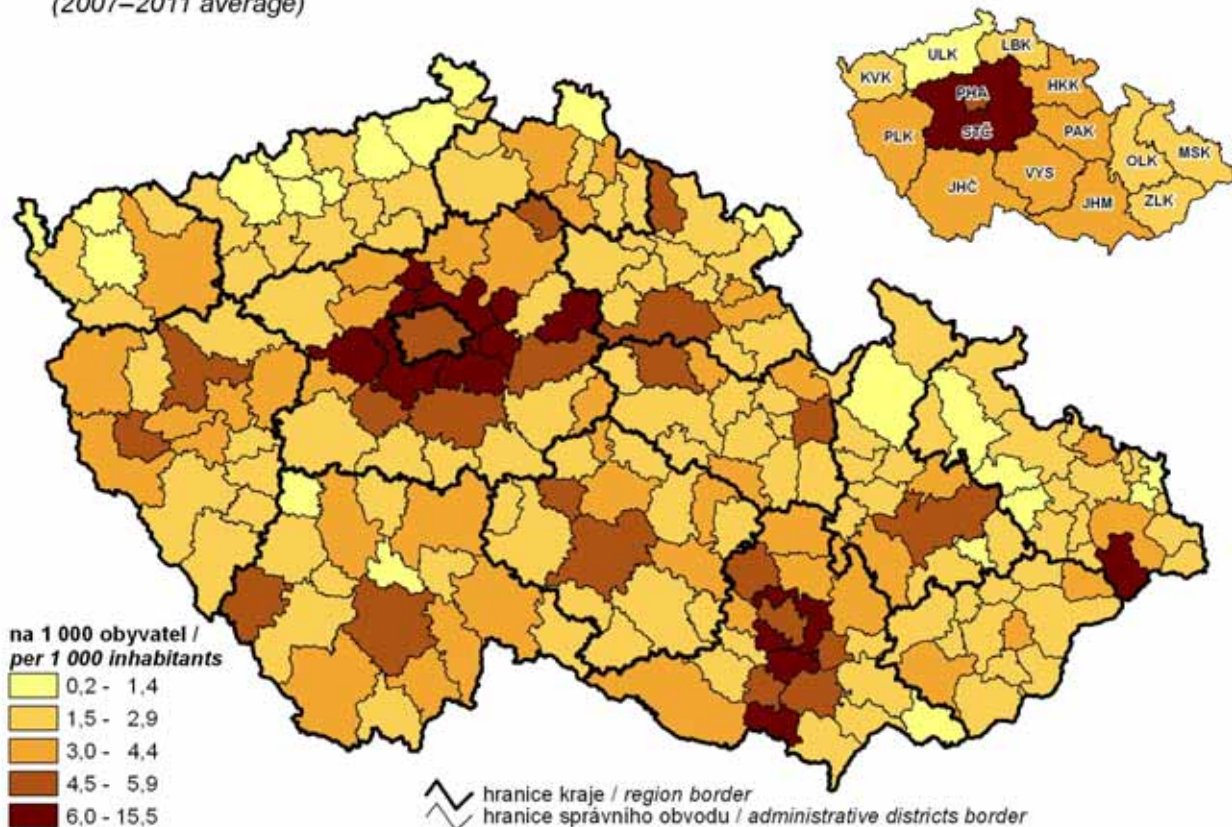 (2007–2011 average)
ULK
LBK
KVK
PHA
HKK
PLK
STČ
PAK
OLK
MSK
VYS
JHČ
JHM
ZLK
na 1 000 obyvatel /
per 1 000 inhabitants
0,2 - 1,4
1,5 - 2,9
3,0 - 4,4
4,5 - 5,9
6,0 - 15,5
hranice kraje / region border
hranice správního obvodu / administrative districts border